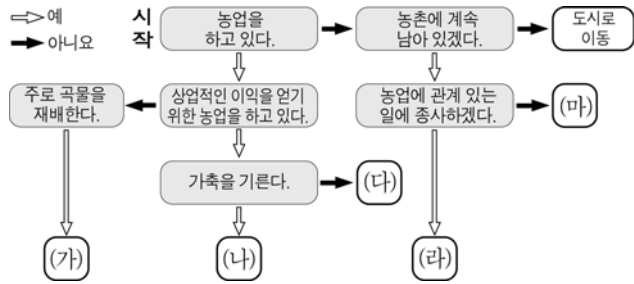 예
아니요
시작
농업을
하고 있다.
농촌에 계속
남아 있겠다.
도시로
이동
주로 곡물을
재배한다.
상업적인 이익을 얻기
위한 농업을 하고 있다.
농업에 관계 있는
일에 종사하겠다.
(마)
가축을 기른다.
(다)
(가)
(나)
(라)